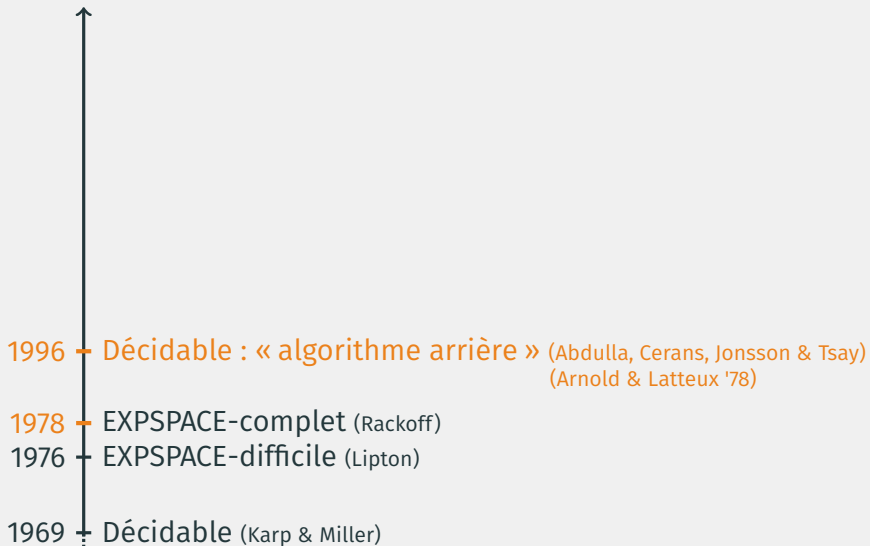 1996 Décidable : « algorithme arrière » (Abdulla, Cerans, Jonsson & Tsay)
(Arnold & Latteux '78)
1978 EXPSPACE-complet (Rackoff)
1976 EXPSPACE-difficile (Lipton)
1969 Décidable (Karp & Miller)